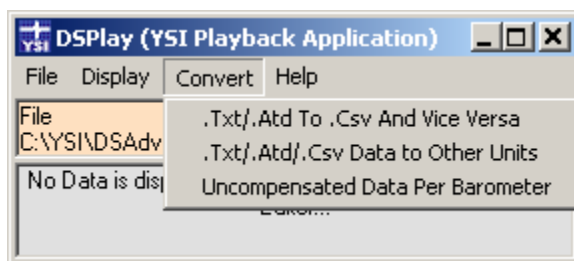 YSI DSPlay (YSI Playback Application)
File Display Convert Help
File
C:\YSI\DSAdv
.Txt/.Atd To .Csv And Vice Versa
.Txt/.Atd/.Csv Data to Other Units
No Data is disp
Uncompensated Data Per Barometer